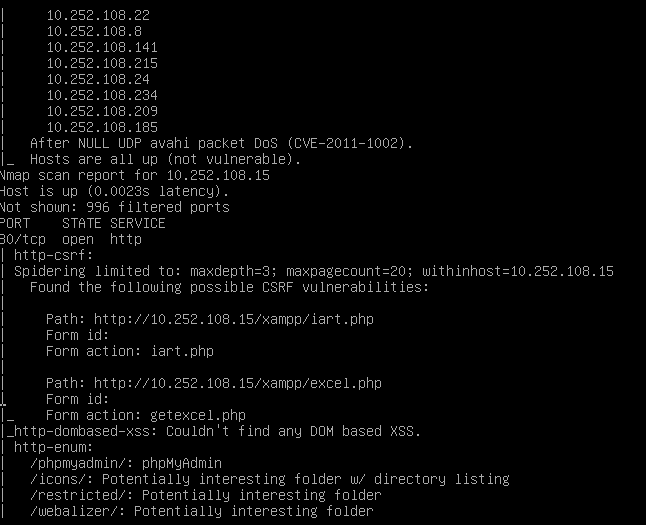 |     10.252.108.22
|     10.252.108.8
|     10.252.108.141
|     10.252.108.215
|     10.252.108.24
|     10.252.108.234
|     10.252.108.209
|     10.252.108.185
|   After NULL UDP avahi packet DoS (CVE-2011-1002).
|_  Hosts are all up (not vulnerable).
Nmap scan report for 10.252.108.15
Host is up (0.0023s latency).
Not shown: 996 filtered ports
PORT    STATE SERVICE
80/tcp  open  http
| http-csrf:
| Spidering limited to: maxdepth=3; maxpagecount=20; withinhost=10.252.108.15
|   Found the following possible CSRF vulnerabilities:
|
|     Path: http://10.252.108.15/xampp/iart.php
|     Form id:
|     Form action: iart.php
|
|     Path: http://10.252.108.15/xampp/excel.php
|     Form id:
|_    Form action: getexcel.php
|_http-dombased-xss: Couldn't find any DOM based XSS.
| http-enum:
|   /phpmyadmin/: phpMyAdmin
|   /icons/: Potentially interesting folder w/ directory listing
|   /restricted/: Potentially interesting folder
|   /webalizer/: Potentially interesting folder